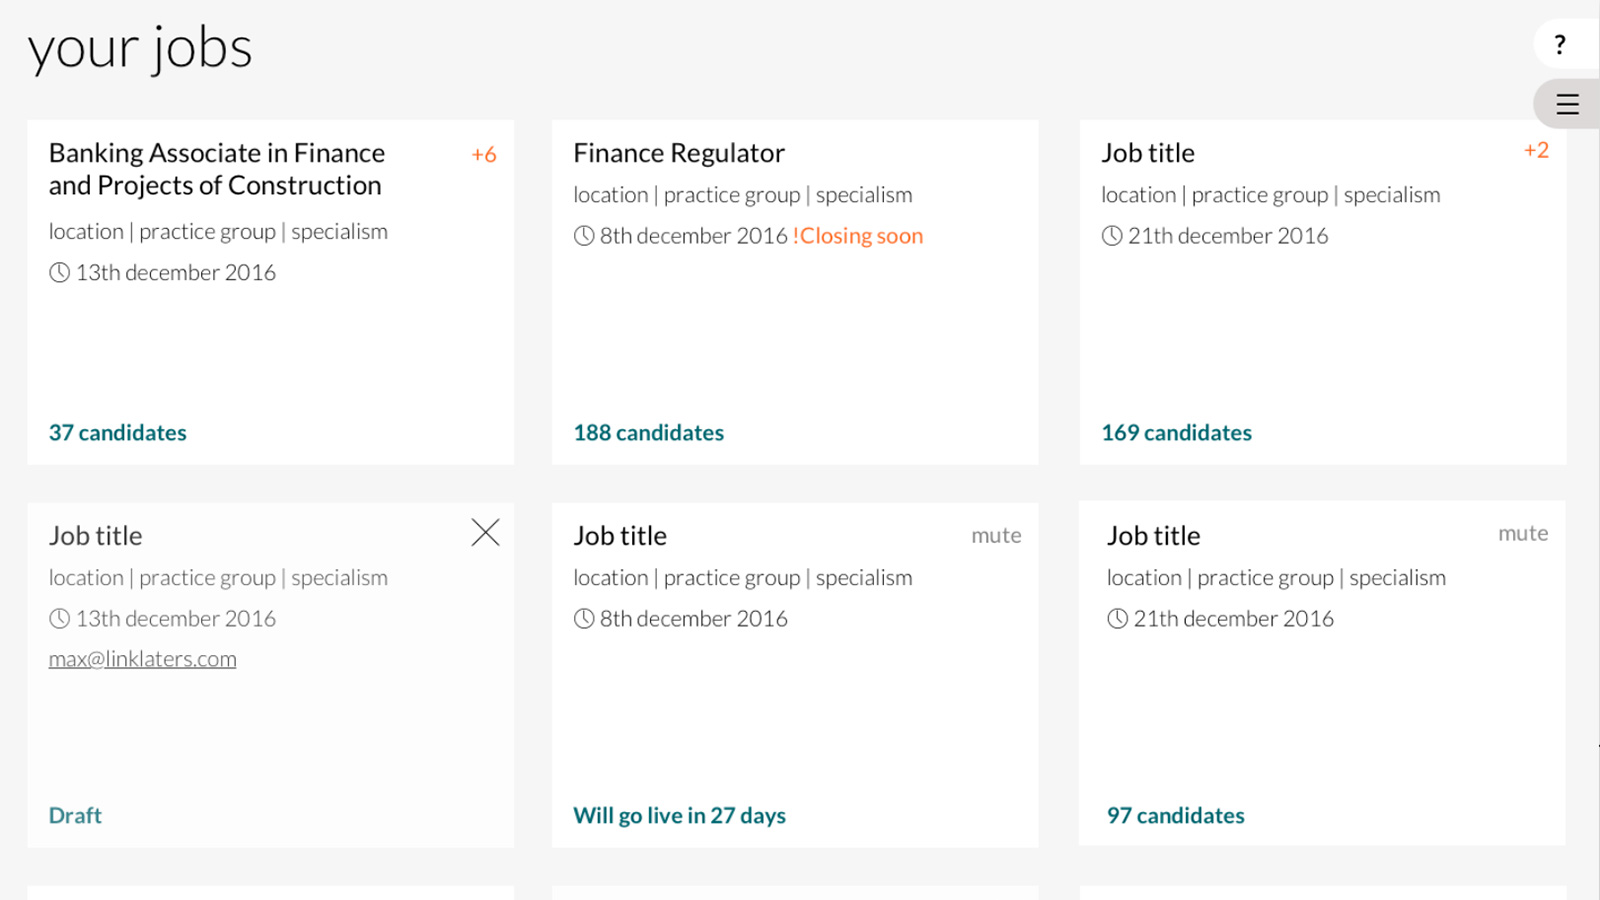 your jobs
?
Banking Associate in Finance
and Projects of Construction
+6
location | practice group | specialism
13th december 2016
37 candidates
Finance Regulator
location | practice group | specialism
8th december 2016 !Closing soon
188 candidates
Job title
+2
location | practice group | specialism
21th december 2016
169 candidates
Job title
location | practice group | specialism
13th december 2016
max@linklaters.com
Draft
Job title
mute
location | practice group | specialism
8th december 2016
Will go live in 27 days
Job title
mute
location | practice group | specialism
21th december 2016
97 candidates